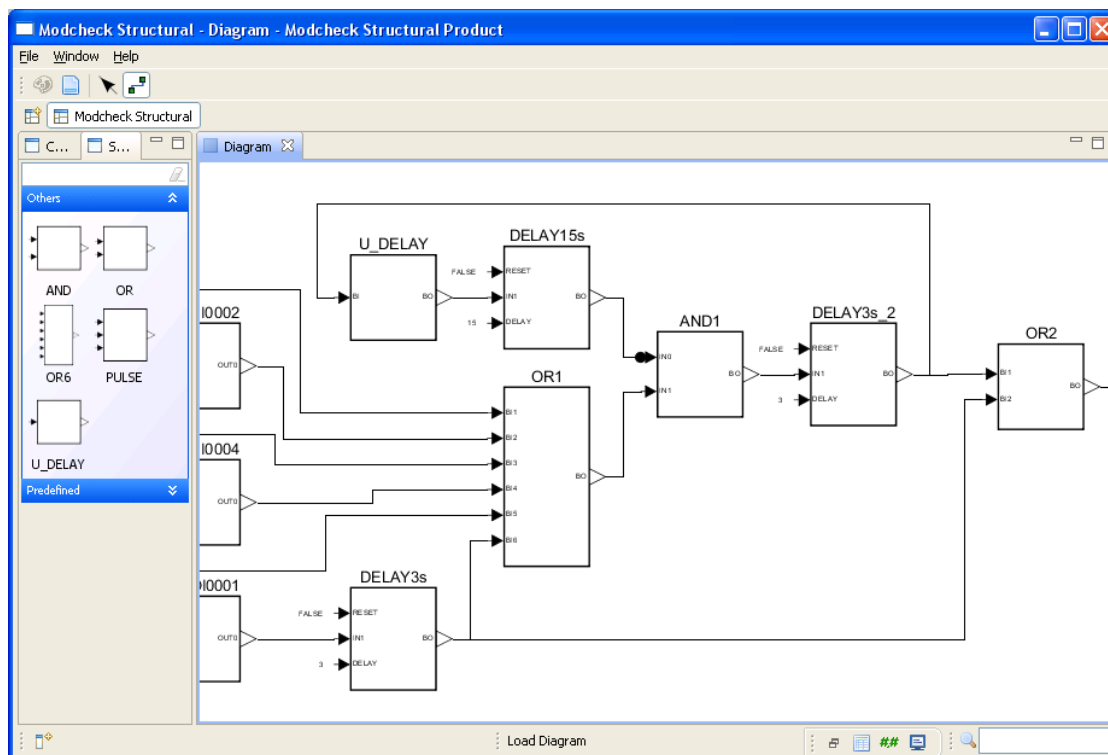 Modcheck Structural - Diagram - Modcheck Structural Product
File Window Help
Modcheck Structural
C... S...
Diagram
Others
AND OR
OR6 PULSE
U_DELAY
Predefined
U_DELAY
BI BO
DELAY15s
FALSE RESET
IN1 BO
15 DELAY
I0002
OUT0
I0004
OUT0
OR1
BI1
BI2
BI3
BI4
BO
BI5
BI6
AND1
IN0
BO
IN1
DELAY3s_2
FALSE RESET
IN1 BO
3 DELAY
OR2
BI1
BO
BI2
I0001
OUT0
DELAY3s
FALSE RESET
IN1 BO
3 DELAY
Load Diagram
#.#